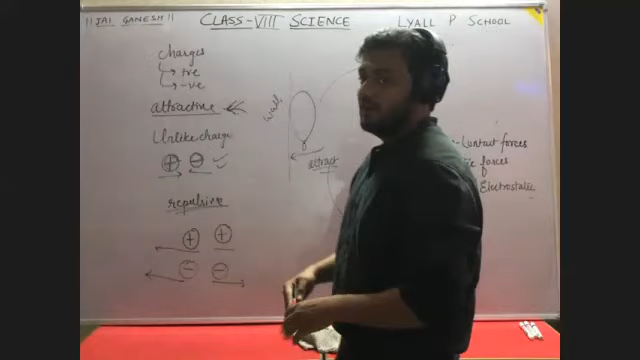 ||JAI GANESH||
CLASS-VIII SCIENCE
LYALL P SCHOOL
Charges
+ve
-ve
attractive
Unlike charge
+ -
repulsive
+ +
- -
wall
attract
-Contact forces
forces
Electrostatic